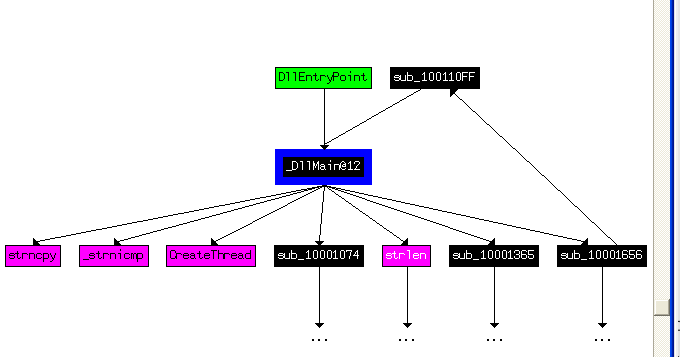 DllEntryPoint sub_100110FF
_DllMain@12
strncpy _strnicmp CreateThread sub_10001074 strlen sub_10001365 sub_10001656
... ... ... ...